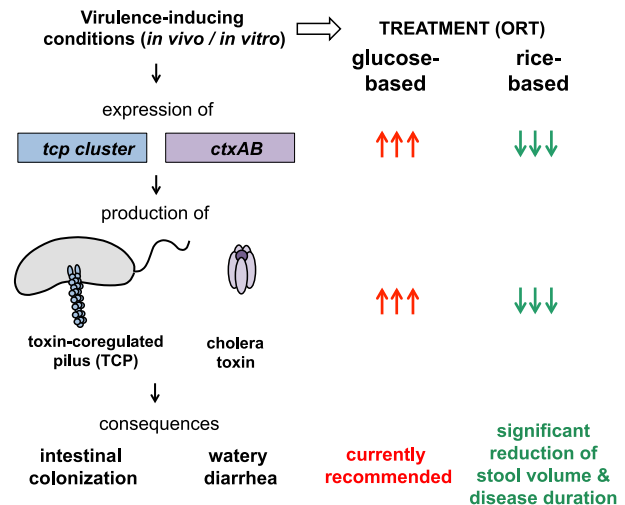 Virulence-inducing
conditions (in vivo / in vitro)
TREATMENT (ORT)
glucose-
based
rice-
based
expression of
tcp cluster
ctxAB
production of
toxin-coregulated
pilus (TCP)
cholera
toxin
consequences
intestinal
colonization
watery
diarrhea
currently
recommended
significant
reduction of
stool volume &
disease duration